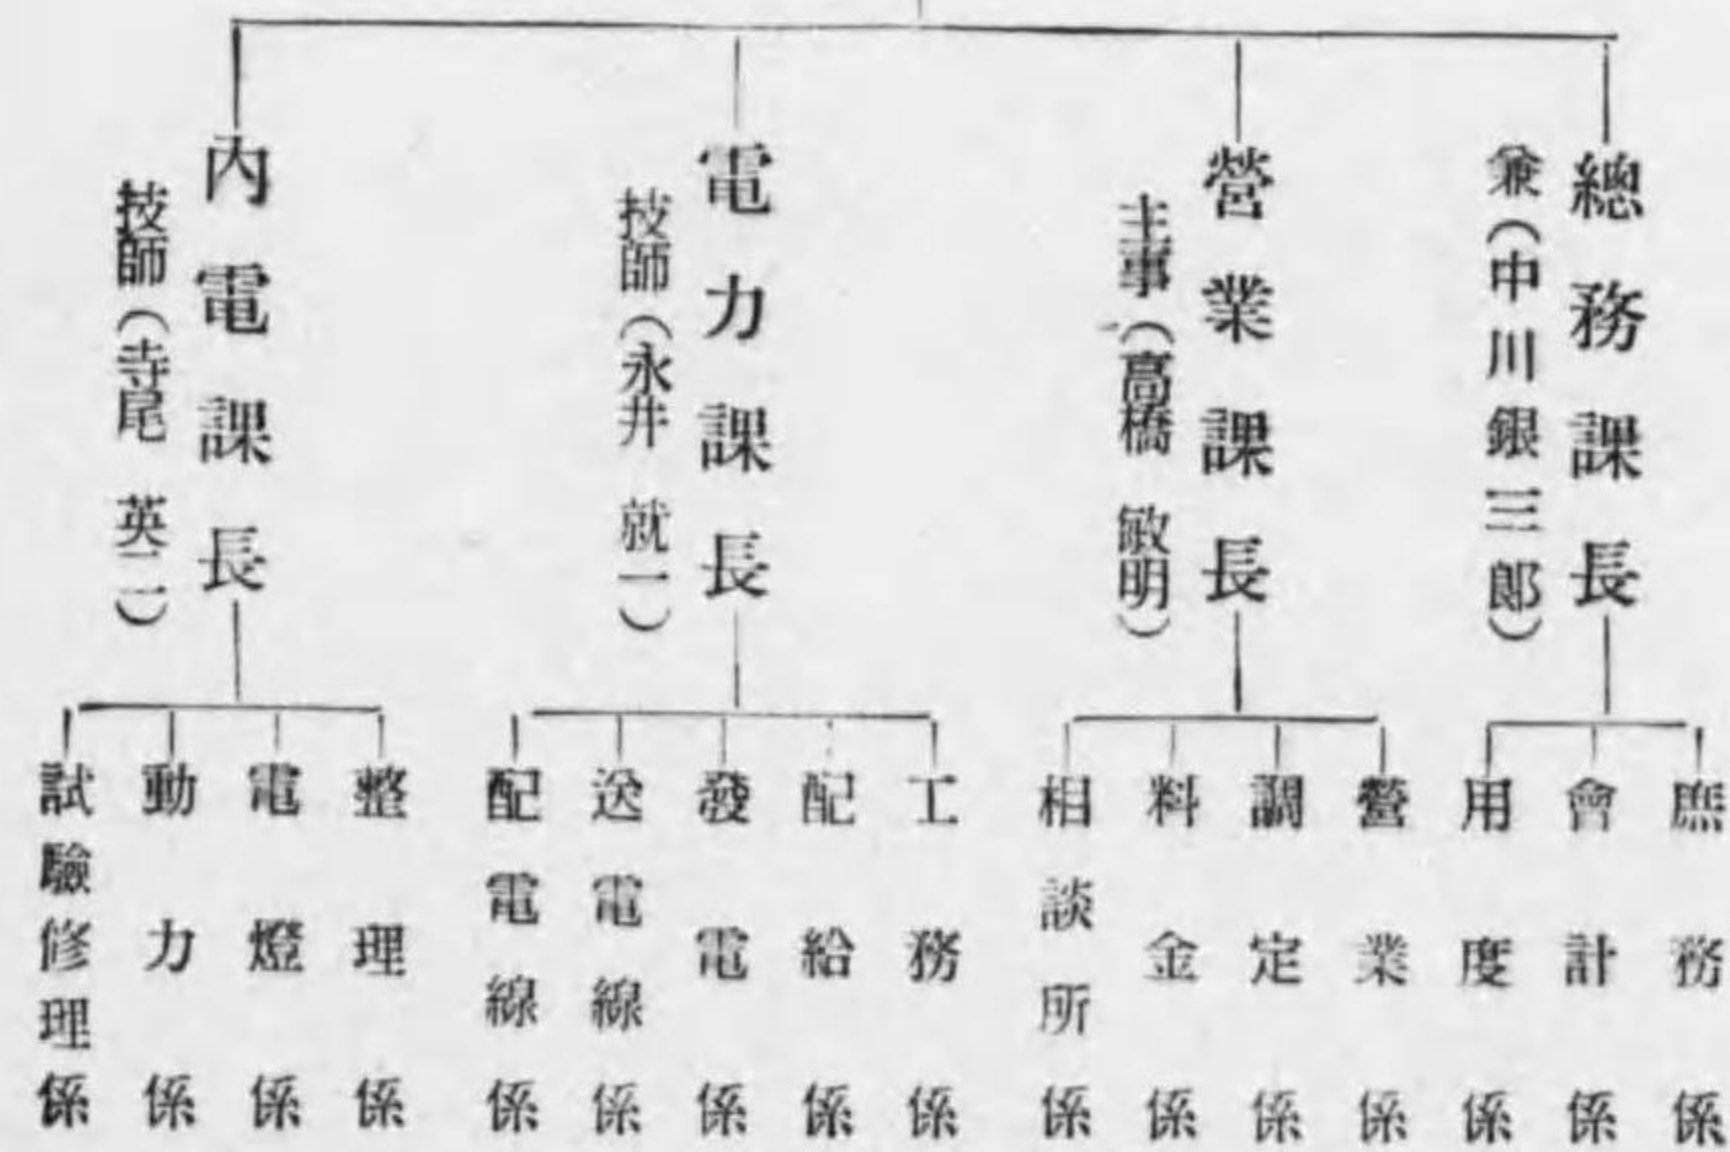 總務課長
兼(中川銀三郎)
庶務係
會計係
用度係
營業課長
主事(高橋敏明)
營業係
調定係
料金係
相談所係
電力課長
技師(永井就一)
工務係
配給係
發電係
送電線係
配電線係
內電課長
技師(寺尾英二)
整理係
電燈係
動力係
試驗修理係